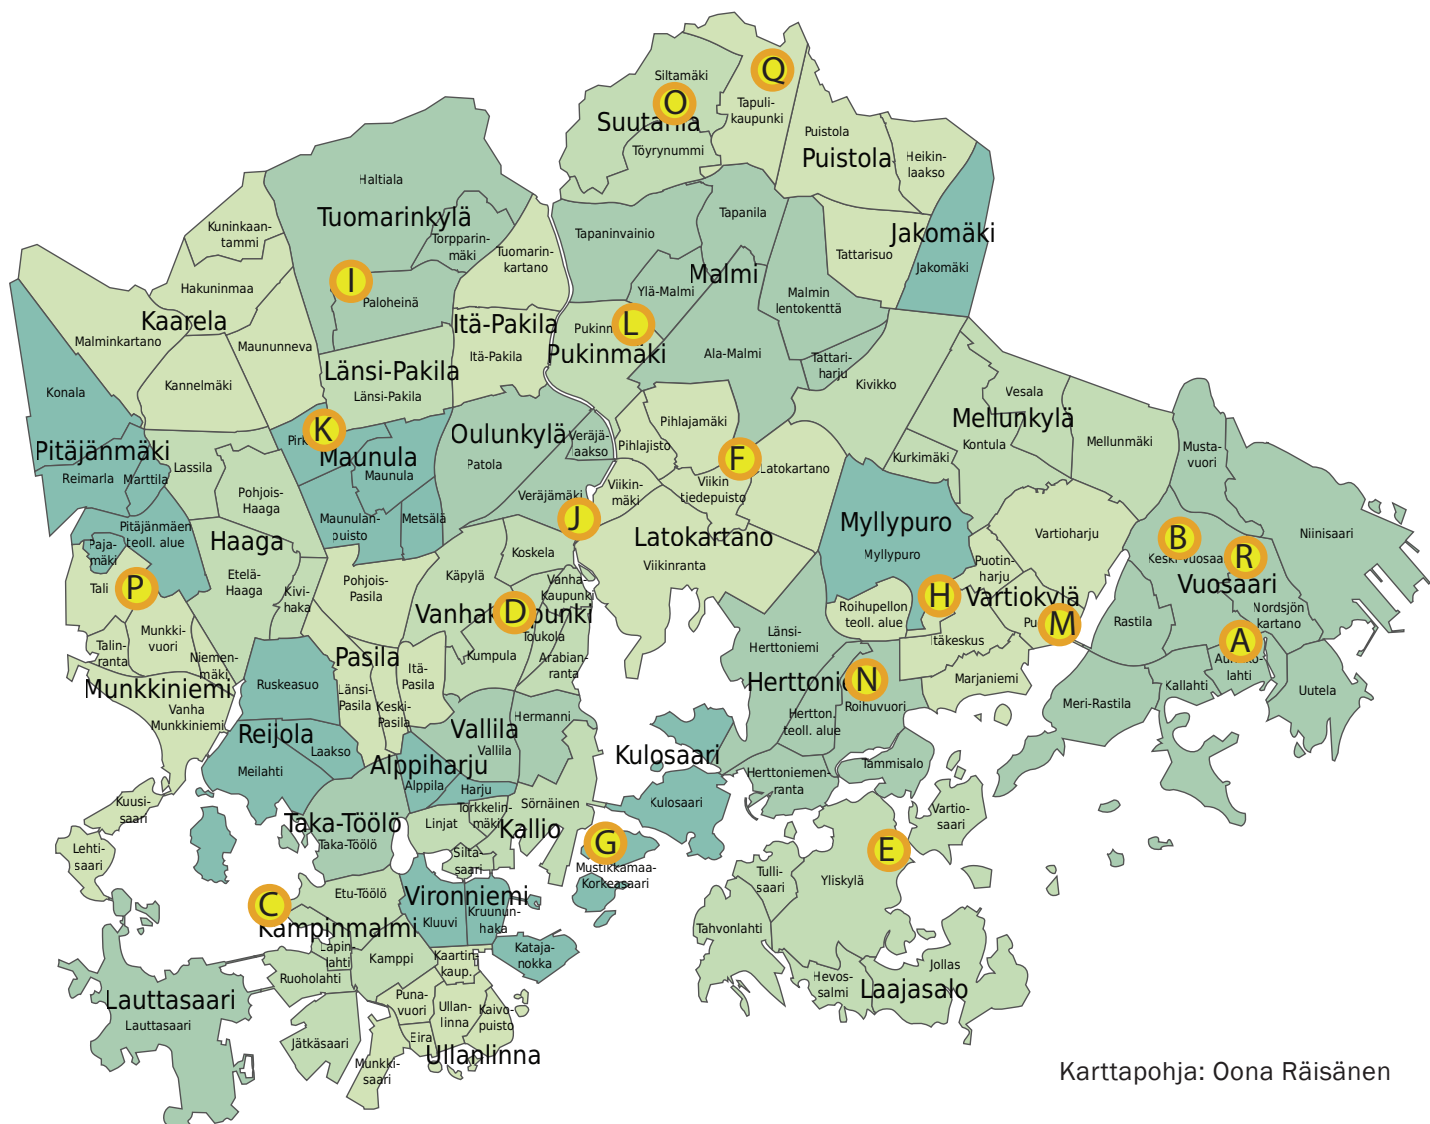 Q
Siltamäki
O
Tapuli-
kaupunki
Suutarila
Puistola
Töyrynummi
Puistola
Heikin-
laakso
Haltiala
Tuomarinkylä
Tapanila
Kuninkaan-
tammi
Torpparin-
mäki
Tapaninvainio
Jakomäki
Tuomarin-
kartano
Tattarisuo
Jakomäki
I
Malmi
Hakuninmaa
Paloheinä
Ylä-Malmi
Malmin
lentokenttä
Kaarela
Itä-Pakila
L
Pukinm
Malminkartano
Maununneva
Itä-Pakila
Pukinmäki
Ala-Malmi
Tattari-
harju
Länsi-Pakila
Kannelmäki
Länsi-Pakila
Konala
Kivikko
Vesala
K
Pirk
Oulunkylä
Veräjä-
aakso
Pihlajamäki
Mellunkylä
Pihlajisto
Kontula
Mellunmäki
Musta-
vuori
Pitäjänmäki
Maunula
Maunula
Patola
F
Latokartano
Kurkimäki
Reimarla
Marttila
Lassila
Viikin
tiedepuisto
Pohjois-
Haaga
Veräjämäki
Viikin-
mäki
J
Maunulan-
puisto
Metsälä
Myllypuro
Myllypuro
Vartioharju
B
Keski-Vuosaa
R
Niinisaari
Pitäjänmäen
teoll. alue
Haaga
Latokartano
Viikinranta
Vuosaari
Paja-
mäki
Koskela
Puotin-
harju
Tali
P
Etelä-
Haaga
Kivi-
haka
Pohjois-
Pasila
Käpylä
Vanha-
Kaupunki
H
Vartiokylä
Vanhakaupunki
D
Toukola
Roihupellon
teoll. alue
Pu
M
Rastila
Nordsjön
kartano
Talin-
ranta
Munkki-
vuori
Länsi-
Herttoniemi
Itäkeskus
A
Niemen-
mäki
Pasila
Itä-
Pasila
Kumpula
Arabian-
ranta
Aurinko-
lahti
Munkkiniemi
Vanha
Munkkiniemi
Ruskeasuo
Länsi-
Pasila
Keski-
Pasila
Herttonie
N
Roihuvuori
Marjaniemi
Kallahti
Uutela
Meri-Rastila
Hermanni
Vallila
Vallila
Hertton.
teoll. alue
Reijola
Laakso
Kulosaari
Meilahti
Alppiharju
Alppila
Harju
Herttoniemen-
ranta
Tammisalo
Kuusi-
saari
Torkkelin-
mäki
Sörnäinen
Kulosaari
Vartio-
saari
Taka-Töölö
Taka-Töölö
Linjat
Kallio
G
E
Lehti-
saari
Silta-
saari
Mustikkamaa-
Korkeasaari
Tulli-
saari
Yliskylä
Etu-Töölö
Vironniemi
C
Kluuvi
Kruunun-
haka
Kampinmalmi
Tahvonlahti
Lapin-
lahti
Kamppi
Kaartin-
kaup.
Kataja-
nokka
Ruoholahti
Jollas
Hevos-
salmi
Laajasalo
Lauttasaari
Lauttasaari
Puna-
vuori
Ullan-
linna
Kaivo-
puisto
Jätkäsaari
Eira
Ullanlinna
Munkki-
saari
Karttapohja: Oona Räisänen